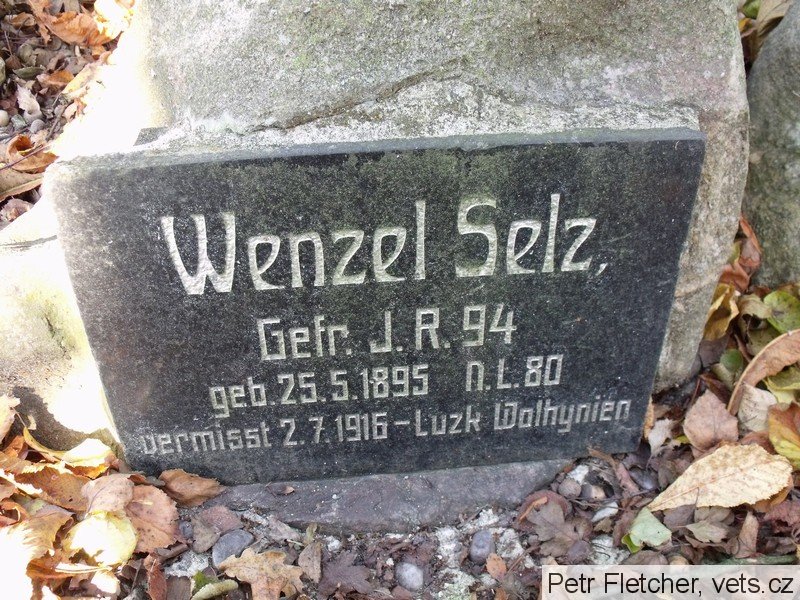 Wenzel Selz,
Gefr. J. R. 94
geb. 25. 5. 1895 N. L. 80
vermisst 2. 7. 1916 - Luzk Wolhynien
Petr Fletcher, vets.cz